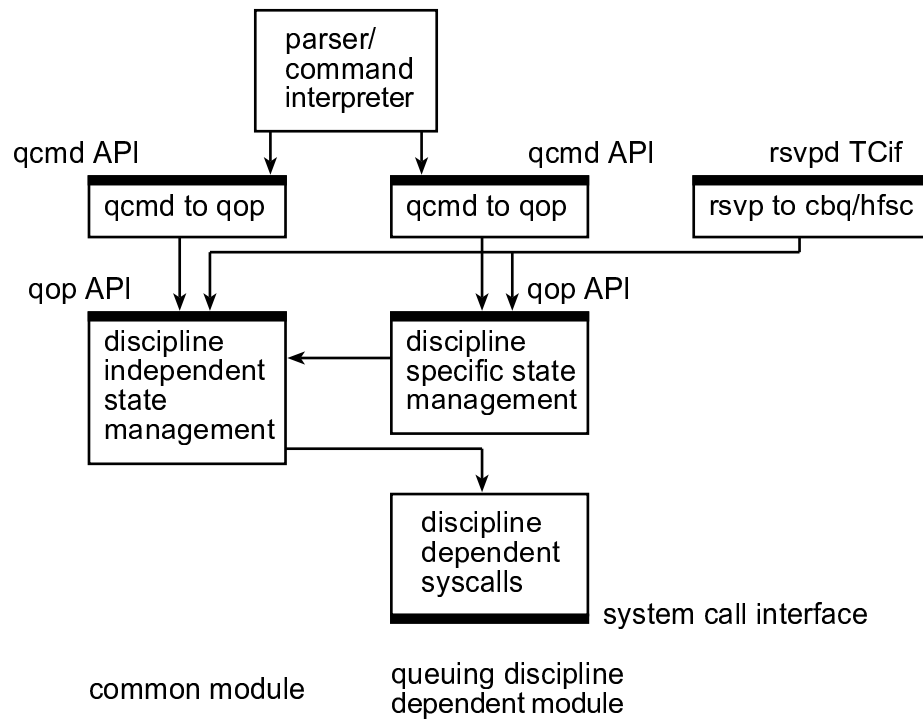 parser/
command
interpreter
qcmd API
qcmd API
rsvpd TCif
qcmd to qop
qcmd to qop
rsvp to cbq/hfsc
qop API
qop API
discipline
independent
state
management
discipline
specific state
management
discipline
dependent
syscalls
system call interface
common module
queuing discipline
dependent module